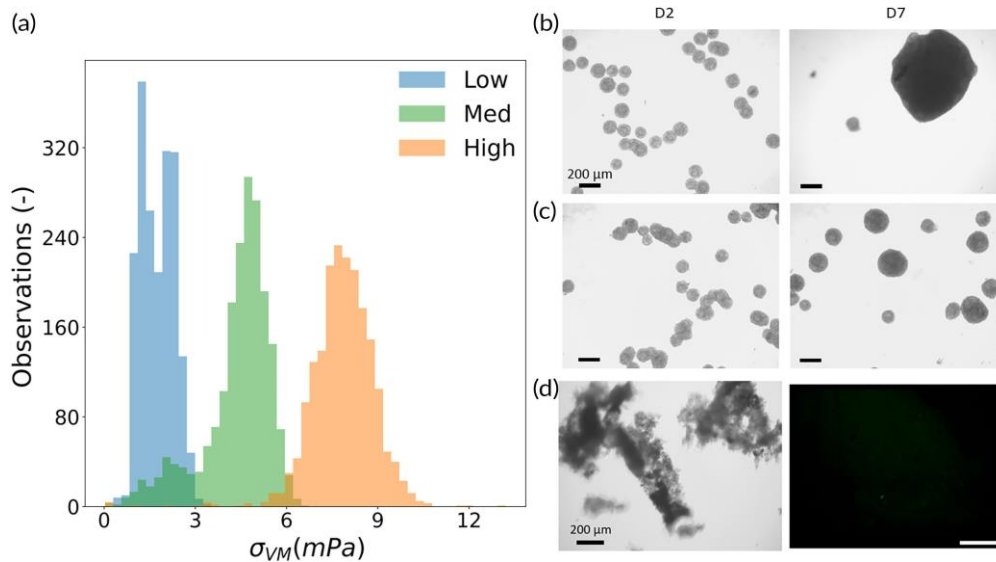 (a)
Low
Med
High
320
240
160
80
0
Observations (-)
0 3 6 9 12
σVM(mPa)
D2 D7
(b)
200 μm
(c)
(d)
200 μm